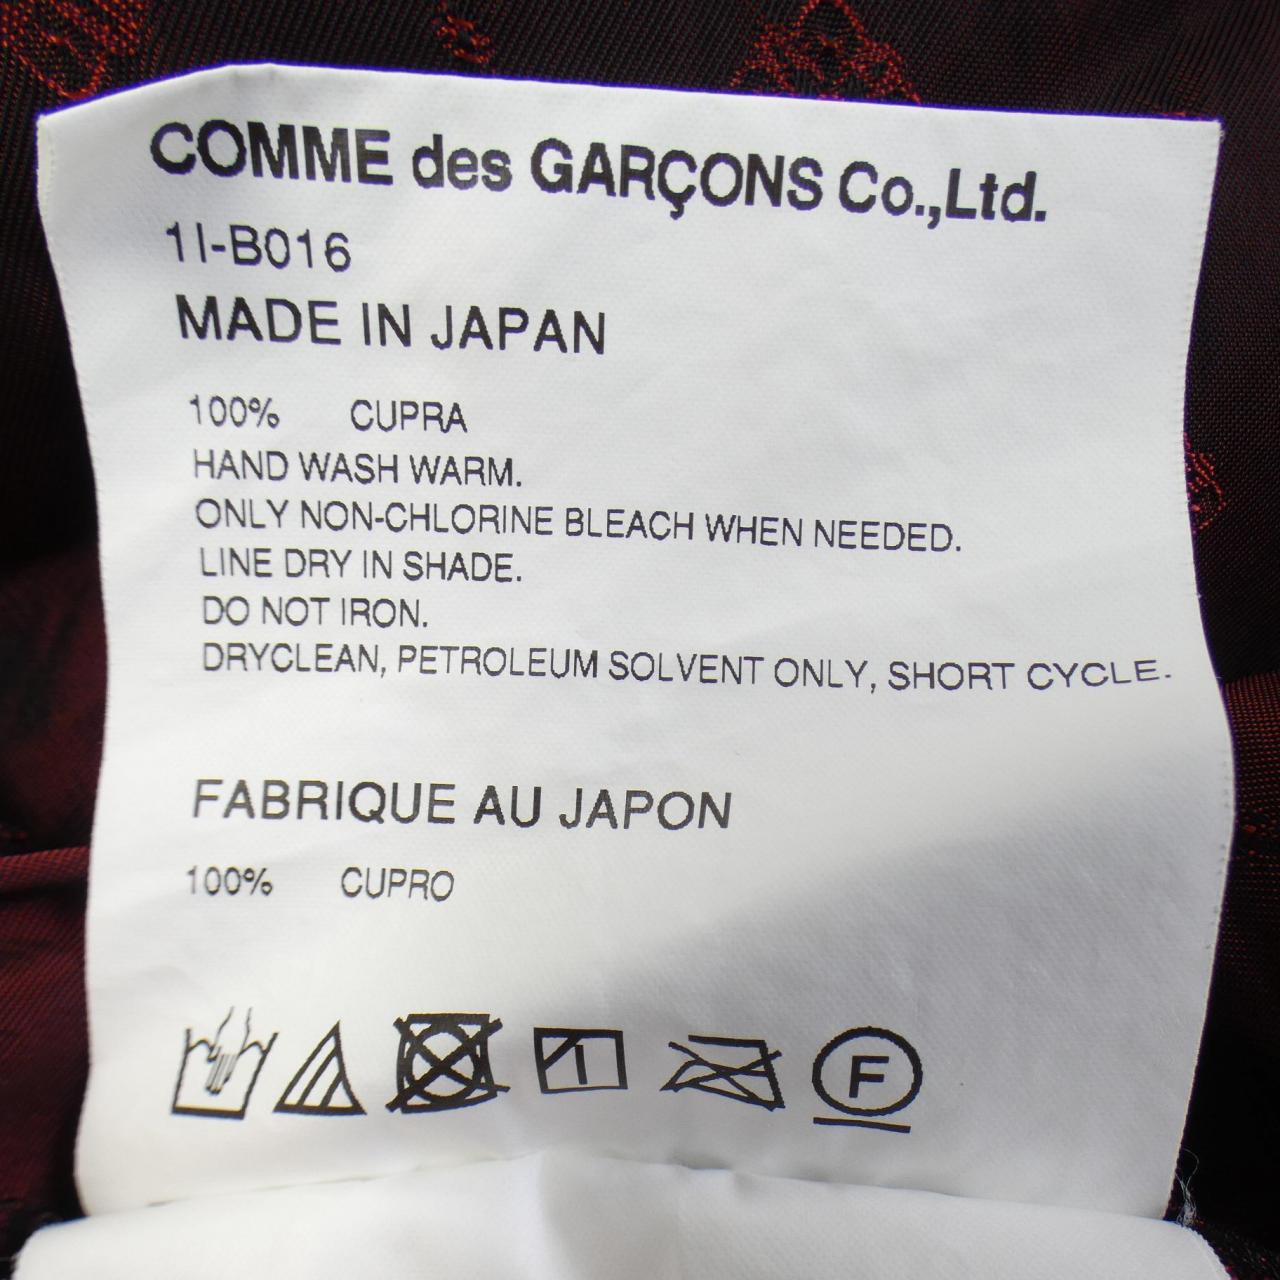 COMME des GARÇONS Co.,Ltd.
1I-B016
MADE IN JAPAN
100% CUPRA
HAND WASH WARM.
ONLY NON-CHLORINE BLEACH WHEN NEEDED.
LINE DRY IN SHADE.
DO NOT IRON.
DRYCLEAN, PETROLEUM SOLVENT ONLY, SHORT CYCLE.
FABRIQUE AU JAPON
100% CUPRO
F